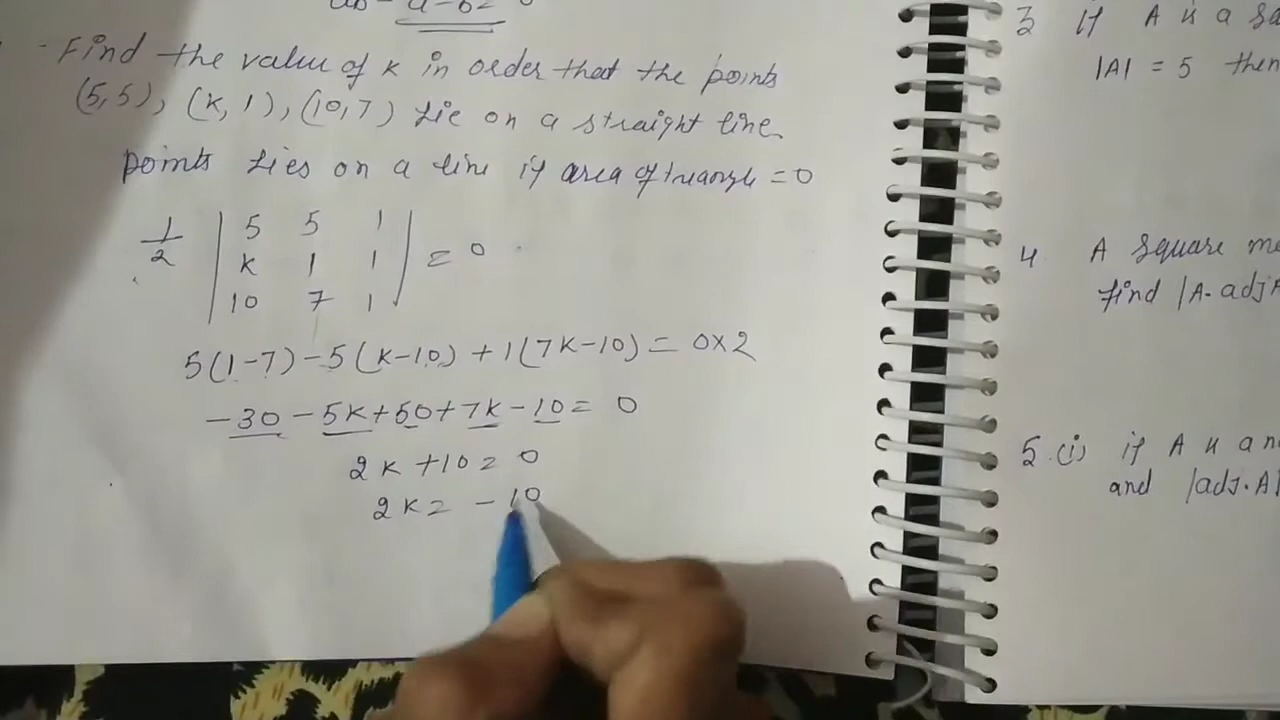 Find the value of K in order that the points
(5,5), (K, 1), (10,7) Lie on a straight line.
points Lies on a line if area of triangle = 0
1/2 | 5 5 1 | = 0
K 1 1
10 7 1
5(1-7) - 5(K-10) + 1(7K-10) = 0×2
-30 - 5K + 50 + 7K - 10 = 0
2K + 10 = 0
2K = -10
3 If A is a
|A| = 5 then
4 A square
find |A. adj A
5. (i) if A is an
and |adj. A|